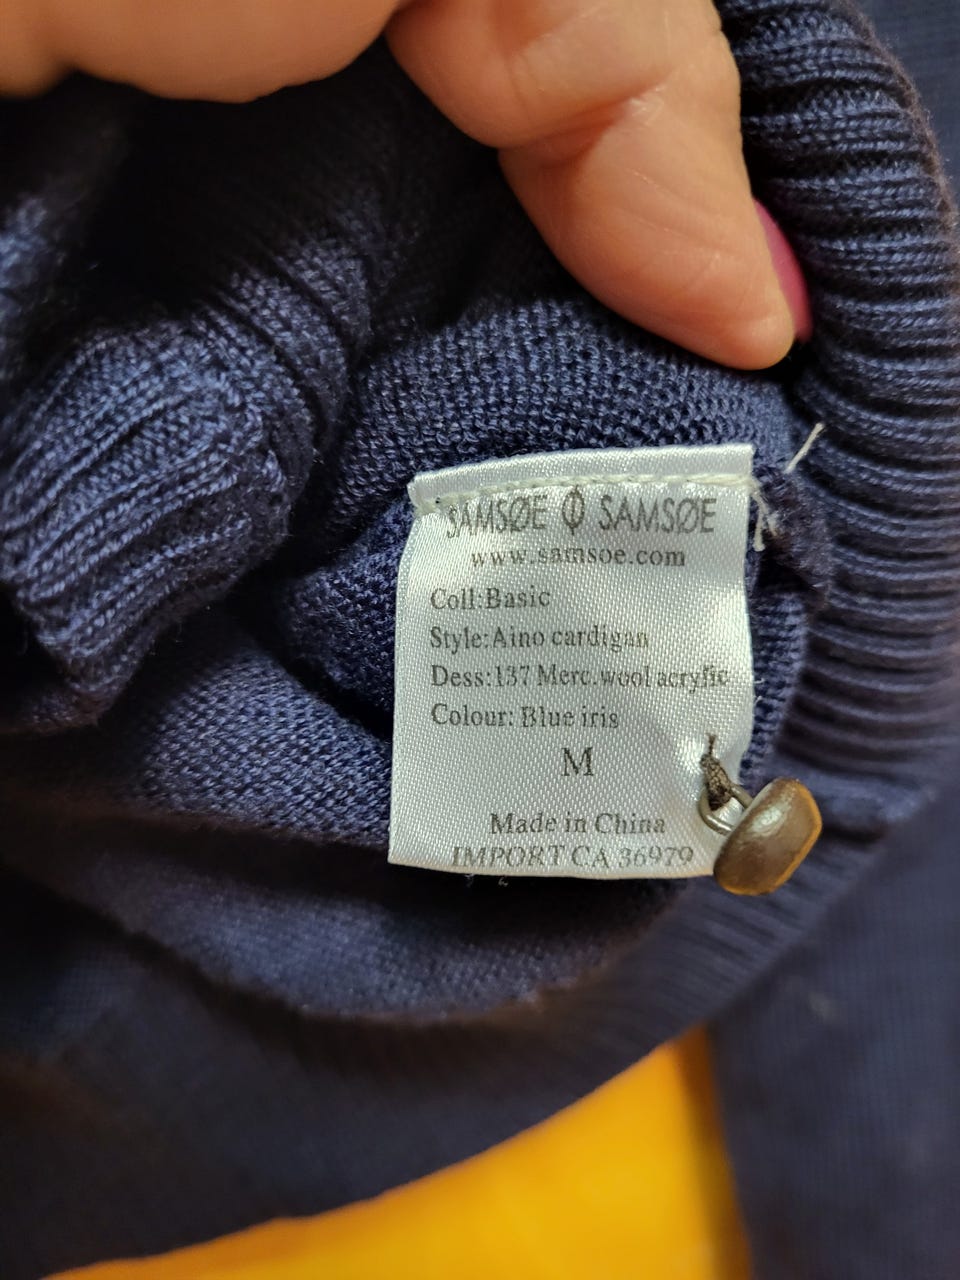 SAMSØE SAMSØE
www.samsoe.com
Coll:Basic
Style:Aino cardigan
Dess:137 Merc.wool acrylic
Colour: Blue iris
M
Made in China
IMPORT CA 36979